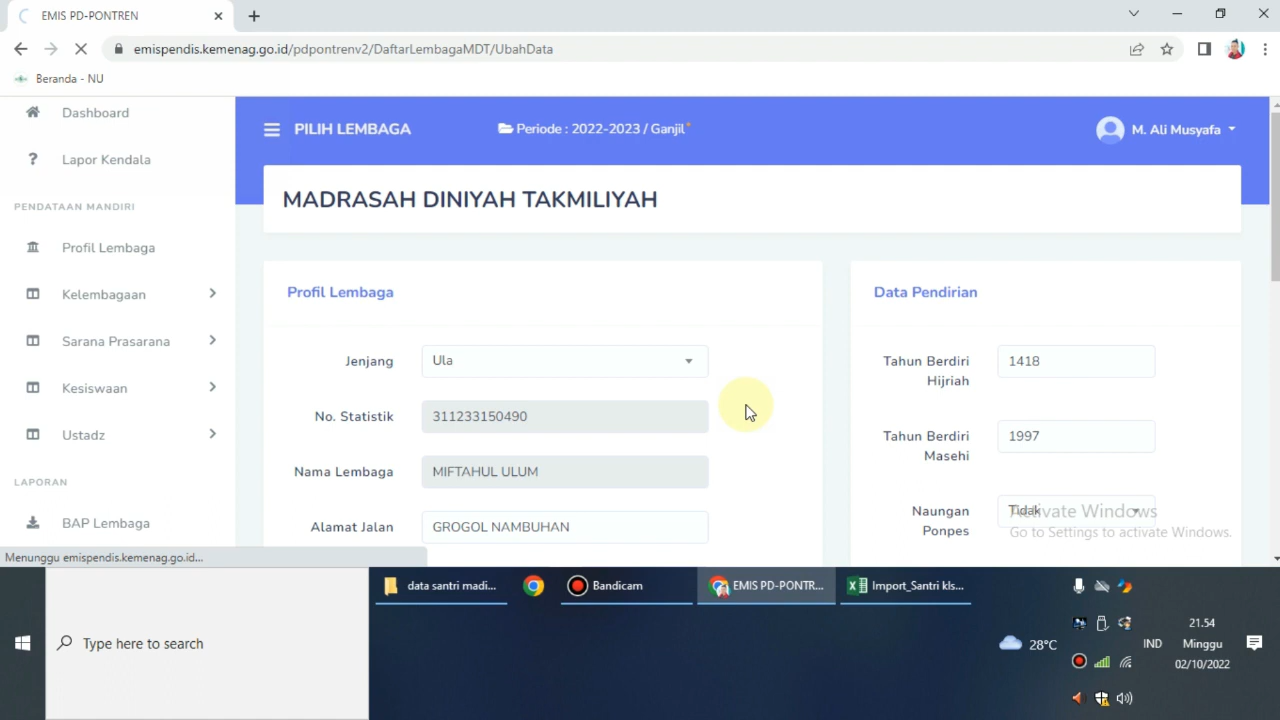 EMIS PD-PONTREN
emispendis.kemenag.go.id/pdpontrenv2/DaftarLembagaMDT/UbahData
Beranda - NU
Dashboard
? Lapor Kendala
PENDATAAN MANDIRI
Profil Lembaga
Kelembagaan
Sarana Prasarana
Kesiswaan
Ustadz
LAPORAN
BAP Lembaga
PILIH LEMBAGA
Periode : 2022-2023 / Ganjil*
M. Ali Musyafa
MADRASAH DINIYAH TAKMILIYAH
Profil Lembaga
Jenjang
Ula
No. Statistik
311233150490
Nama Lembaga
MIFTAHUL ULUM
Alamat Jalan
GROGOL NAMBUHAN
Data Pendirian
Tahun Berdiri
Hijriah
1418
Tahun Berdiri
Masehi
1997
Naungan
Ponpes
Tidak
Activate Windows
Go to Settings to activate Windows.
Menunggu emispendis.kemenag.go.id...
data santri madi...
Bandicam
EMIS PD-PONTR...
Import_Santri kls...
Type here to search
28°C
IND
21.54
Minggu
02/10/2022